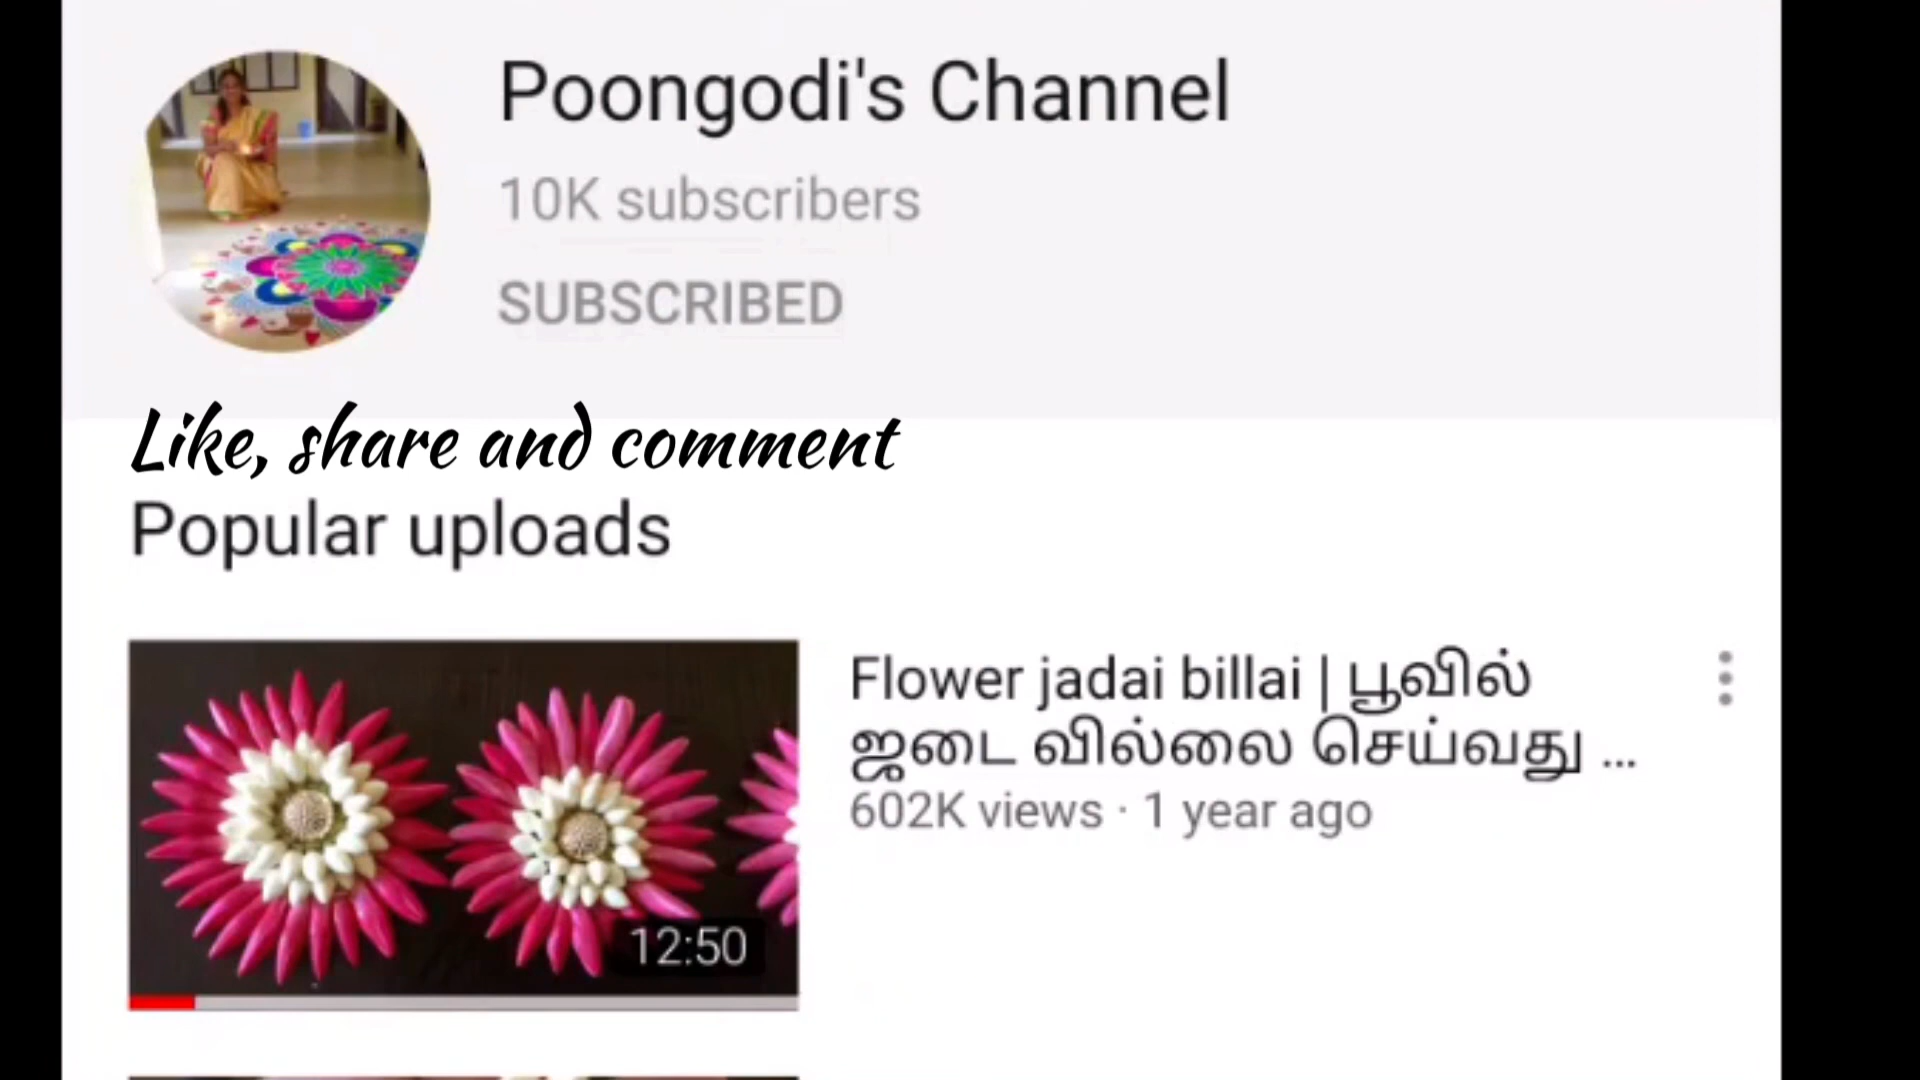 Poongodi's Channel
10K subscribers
SUBSCRIBED
Like, share and comment
Popular uploads
12:50
Flower jadai billai | பூவில்
ஜடை வில்லை செய்வது ...
602K views · 1 year ago